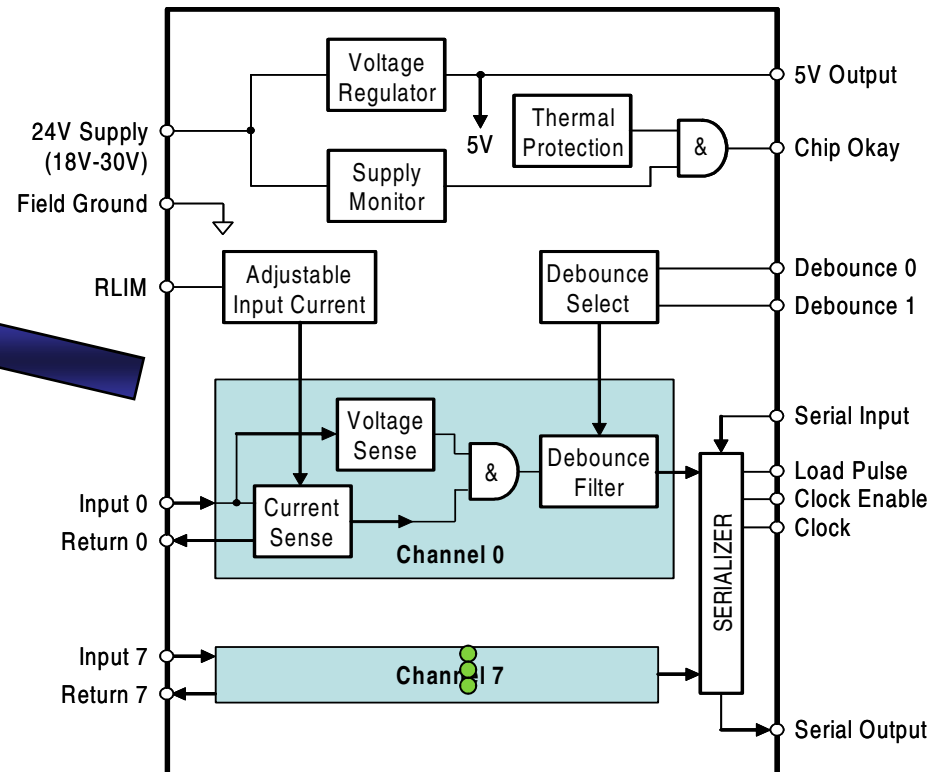 Voltage
Regulator
5V Output
24V Supply
(18V-30V)
5V
Thermal
Protection
&
Chip Okay
Supply
Monitor
Field Ground
RLIM
Adjustable
Input Current
Debounce
Select
Debounce 0
Debounce 1
Voltage
Sense
&
Debounce
Filter
Serial Input
Load Pulse
Clock Enable
Clock
Input 0
Return 0
Current
Sense
Channel 0
SERIALIZER
Input 7
Return 7
Channel 7
Serial Output